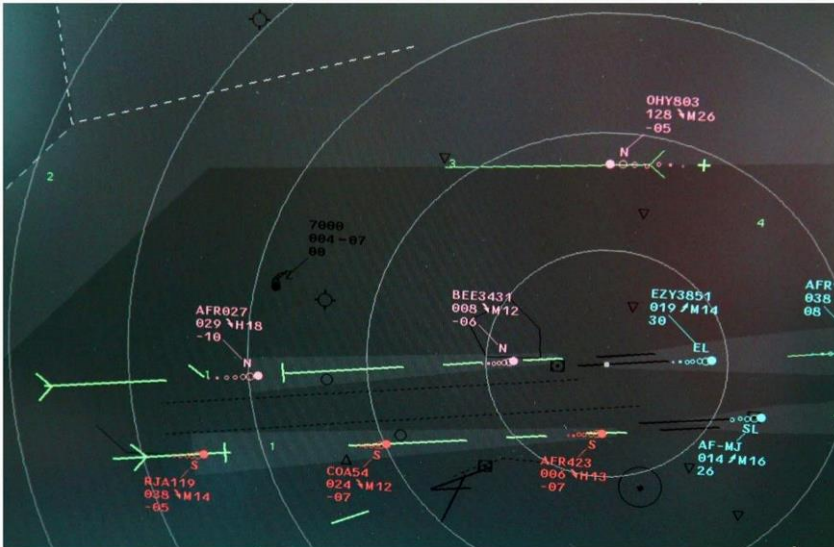 OHY803
128 ↘M26
-05
N
3
2
4
7000
004-07
00
AFR027
029 ↘H18
-10
N
BEE3431
008 ↘M12
-06
N
EZY3851
019 ↗M14
30
EL
AFR
038
08
1
1
SL
AF-MJ
014 ↗M16
26
S
AFR423
006 ↘H13
-07
S
COA54
024 ↘M12
-07
S
RJA119
038 ↘M14
-05